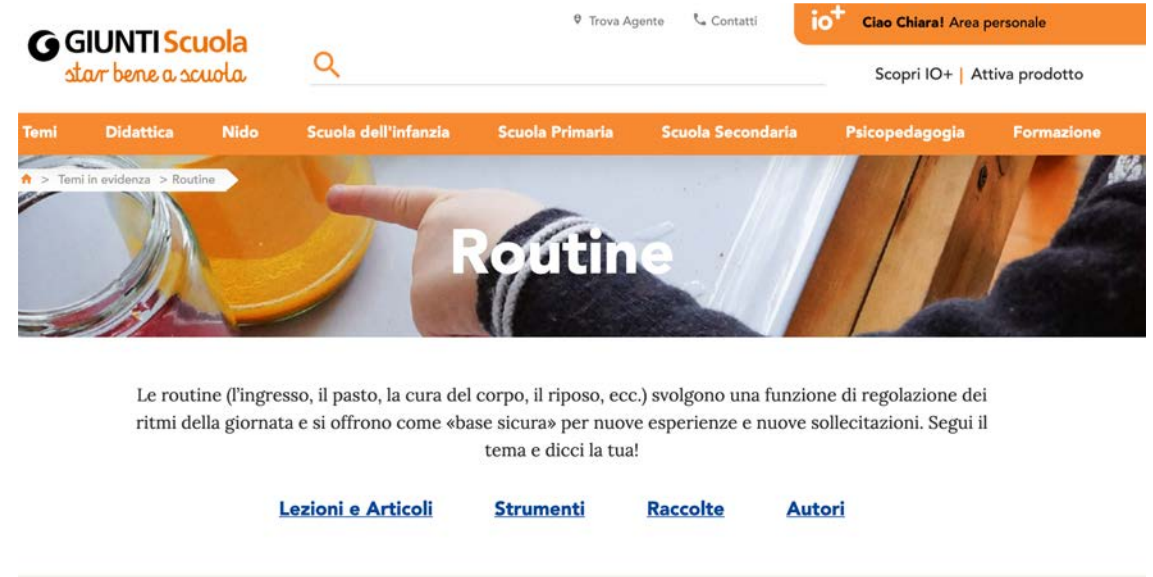 Trova Agente
Contatti
io+ Ciao Chiara! Area personale
GIUNTI Scuola
star bene a scuola
Scopri IO+ | Attiva prodotto
Temi Didattica Nido Scuola dell'infanzia Scuola Primaria Scuola Secondaria Psicopedagogia Formazione
> Temi in evidenza > Routine
Routine
Le routine (l'ingresso, il pasto, la cura del corpo, il riposo, ecc.) svolgono una funzione di regolazione dei
ritmi della giornata e si offrono come «base sicura» per nuove esperienze e nuove sollecitazioni. Segui il
tema e dicci la tua!
Lezioni e Articoli Strumenti Raccolte Autori